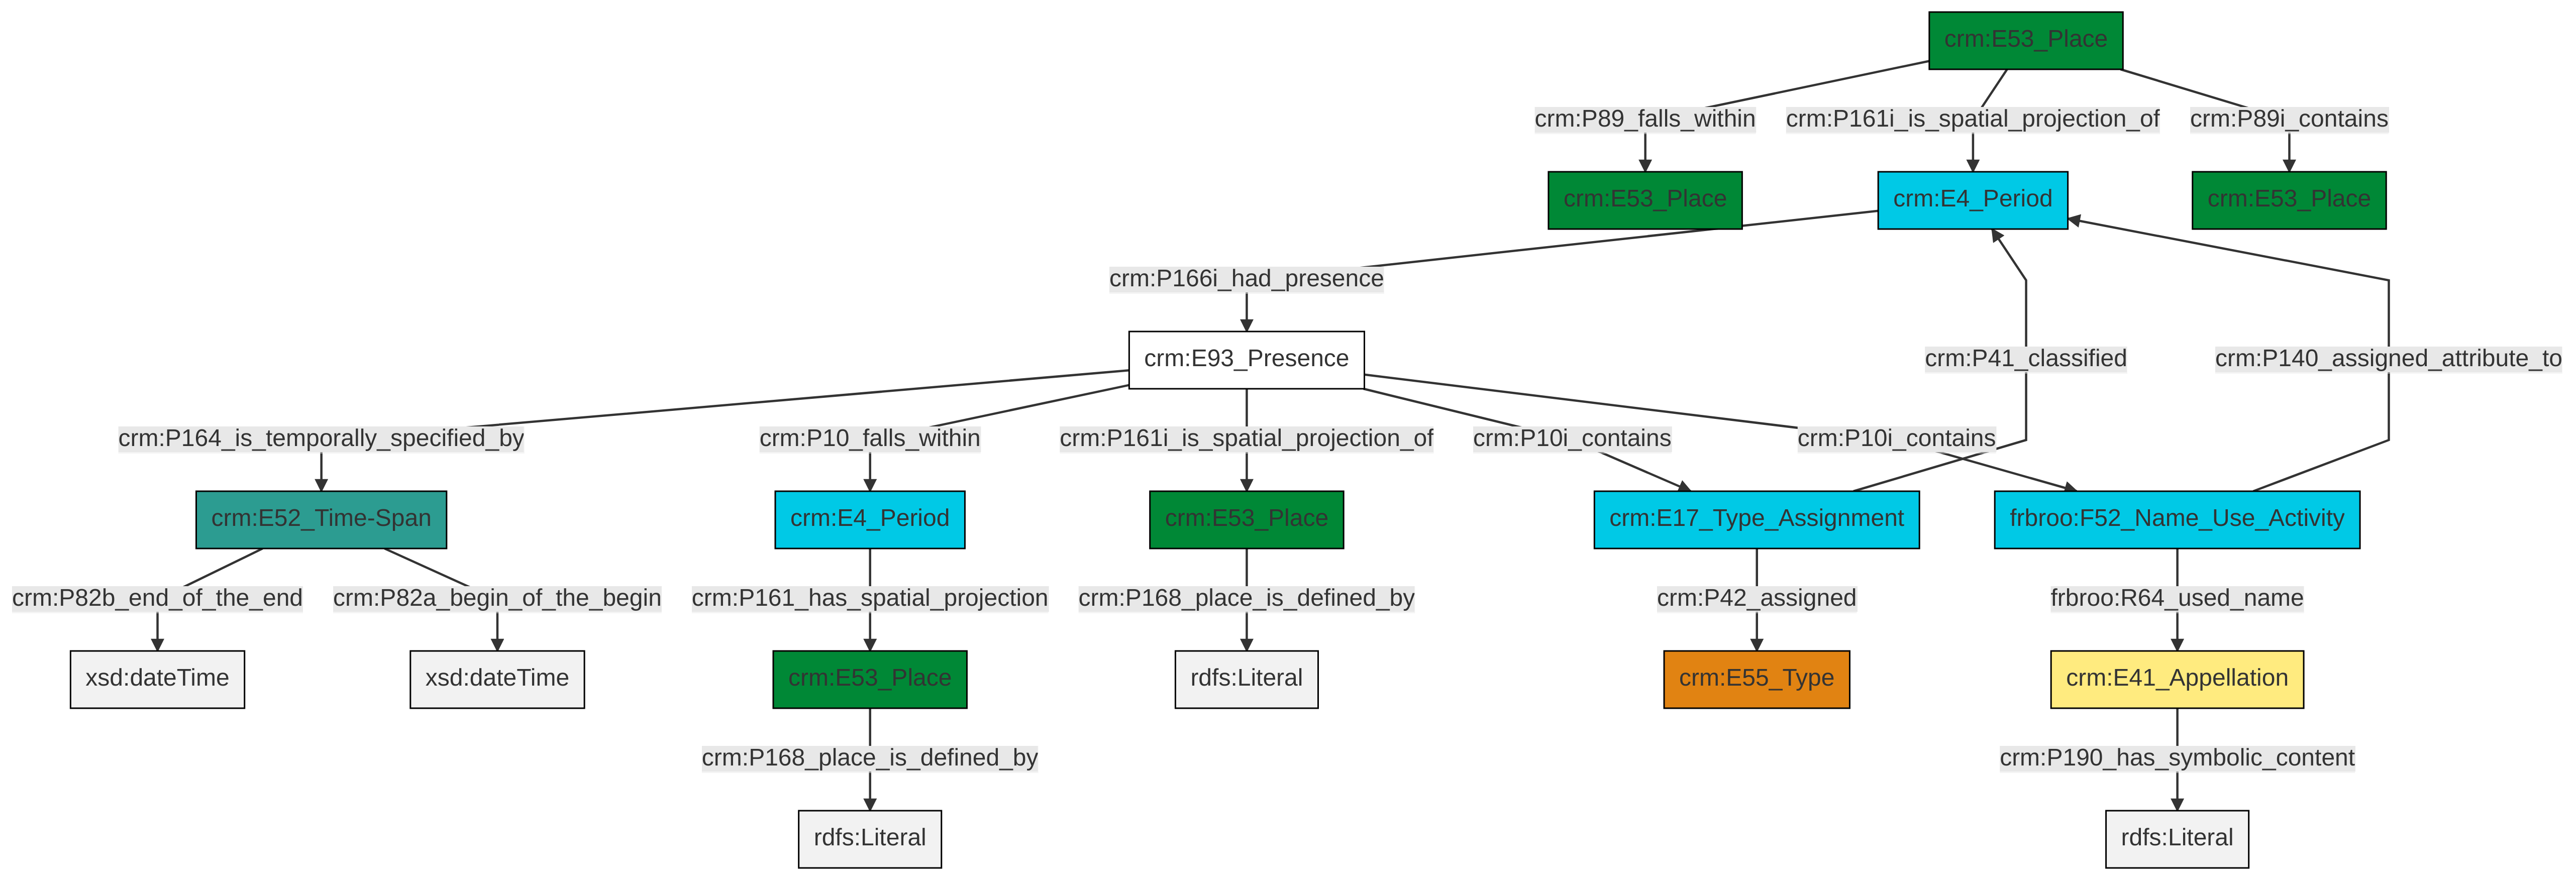 crm:E53_Place
crm:P89_falls_within
crm:P161i_is_spatial_projection_of
crm:P89i_contains
crm:E53_Place
crm:E4_Period
crm:E53_Place
crm:P166i_had_presence
crm:E93_Presence
crm:P41_classified
crm:P140_assigned_attribute_to
crm:P164_is_temporally_specified_by
crm:P10_falls_within
crm:P161i_is_spatial_projection_of
crm:P10i_contains
crm:P10i_contains
crm:E52_Time-Span
crm:E4_Period
crm:E53_Place
crm:E17_Type_Assignment
frbroo:F52_Name_Use_Activity
crm:P82b_end_of_the_end
crm:P82a_begin_of_the_begin
crm:P161_has_spatial_projection
crm:P168_place_is_defined_by
crm:P42_assigned
frbroo:R64_used_name
xsd:dateTime
xsd:dateTime
crm:E53_Place
rdfs:Literal
crm:E55_Type
crm:E41_Appellation
crm:P168_place_is_defined_by
crm:P190_has_symbolic_content
rdfs:Literal
rdfs:Literal